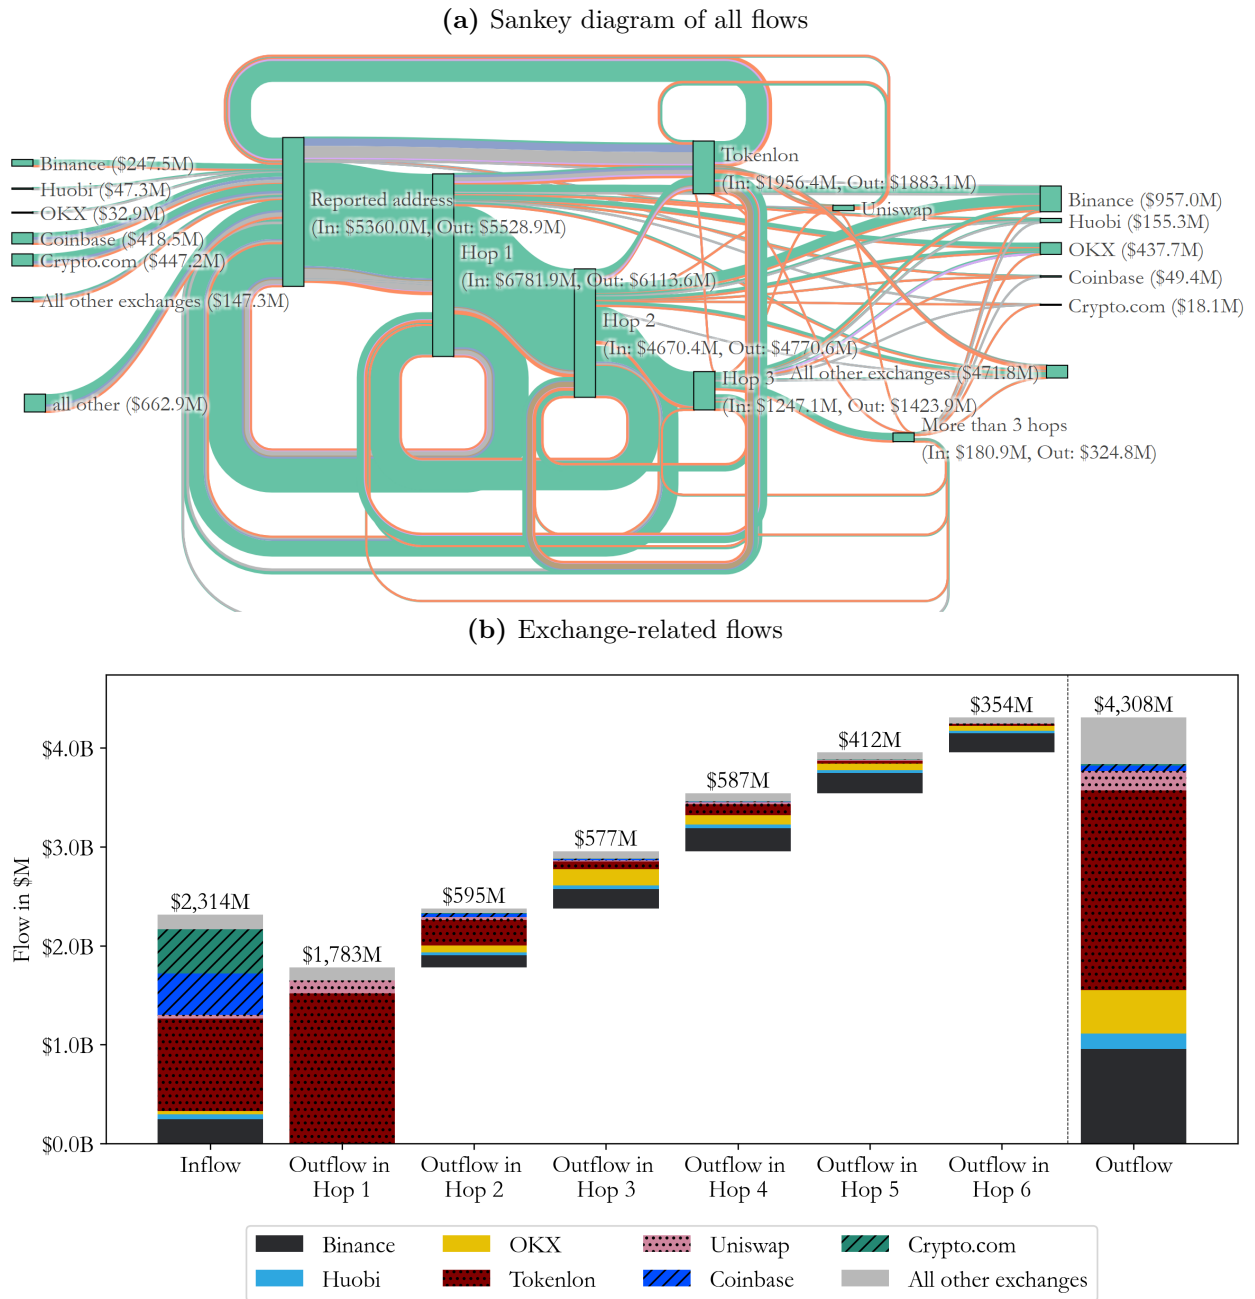 (a) Sankey diagram of all flows
Binance ($247.5M)
Huobi ($47.3M)
OKX ($32.9M)
Coinbase ($418.5M)
Crypto.com ($447.2M)
All other exchanges ($147.3M)
all other ($662.9M)
Reported address
(In: $5360.0M, Out: $5528.9M)
Hop 1
(In: $6781.9M, Out: $6113.6M)
Hop 2
(In: $4670.4M, Out: $4770.6M)
Tokenlon
(In: $1956.4M, Out: $1883.1M)
Hop 3
(In: $1247.1M, Out: $1423.9M)
Uniswap
More than 3 hops
(In: $180.9M, Out: $324.8M)
Binance ($957.0M)
Huobi ($155.3M)
OKX ($437.7M)
Coinbase ($49.4M)
Crypto.com ($18.1M)
All other exchanges ($471.8M)
(b) Exchange-related flows
Flow in $M
$4.0B
$3.0B
$2.0B
$1.0B
$0.0B
$2,314M
$1,783M
$595M
$577M
$587M
$412M
$354M
$4,308M
Inflow
Outflow in
Hop 1
Outflow in
Hop 2
Outflow in
Hop 3
Outflow in
Hop 4
Outflow in
Hop 5
Outflow in
Hop 6
Outflow
Binance
Huobi
OKX
Tokenlon
Uniswap
Coinbase
Crypto.com
All other exchanges